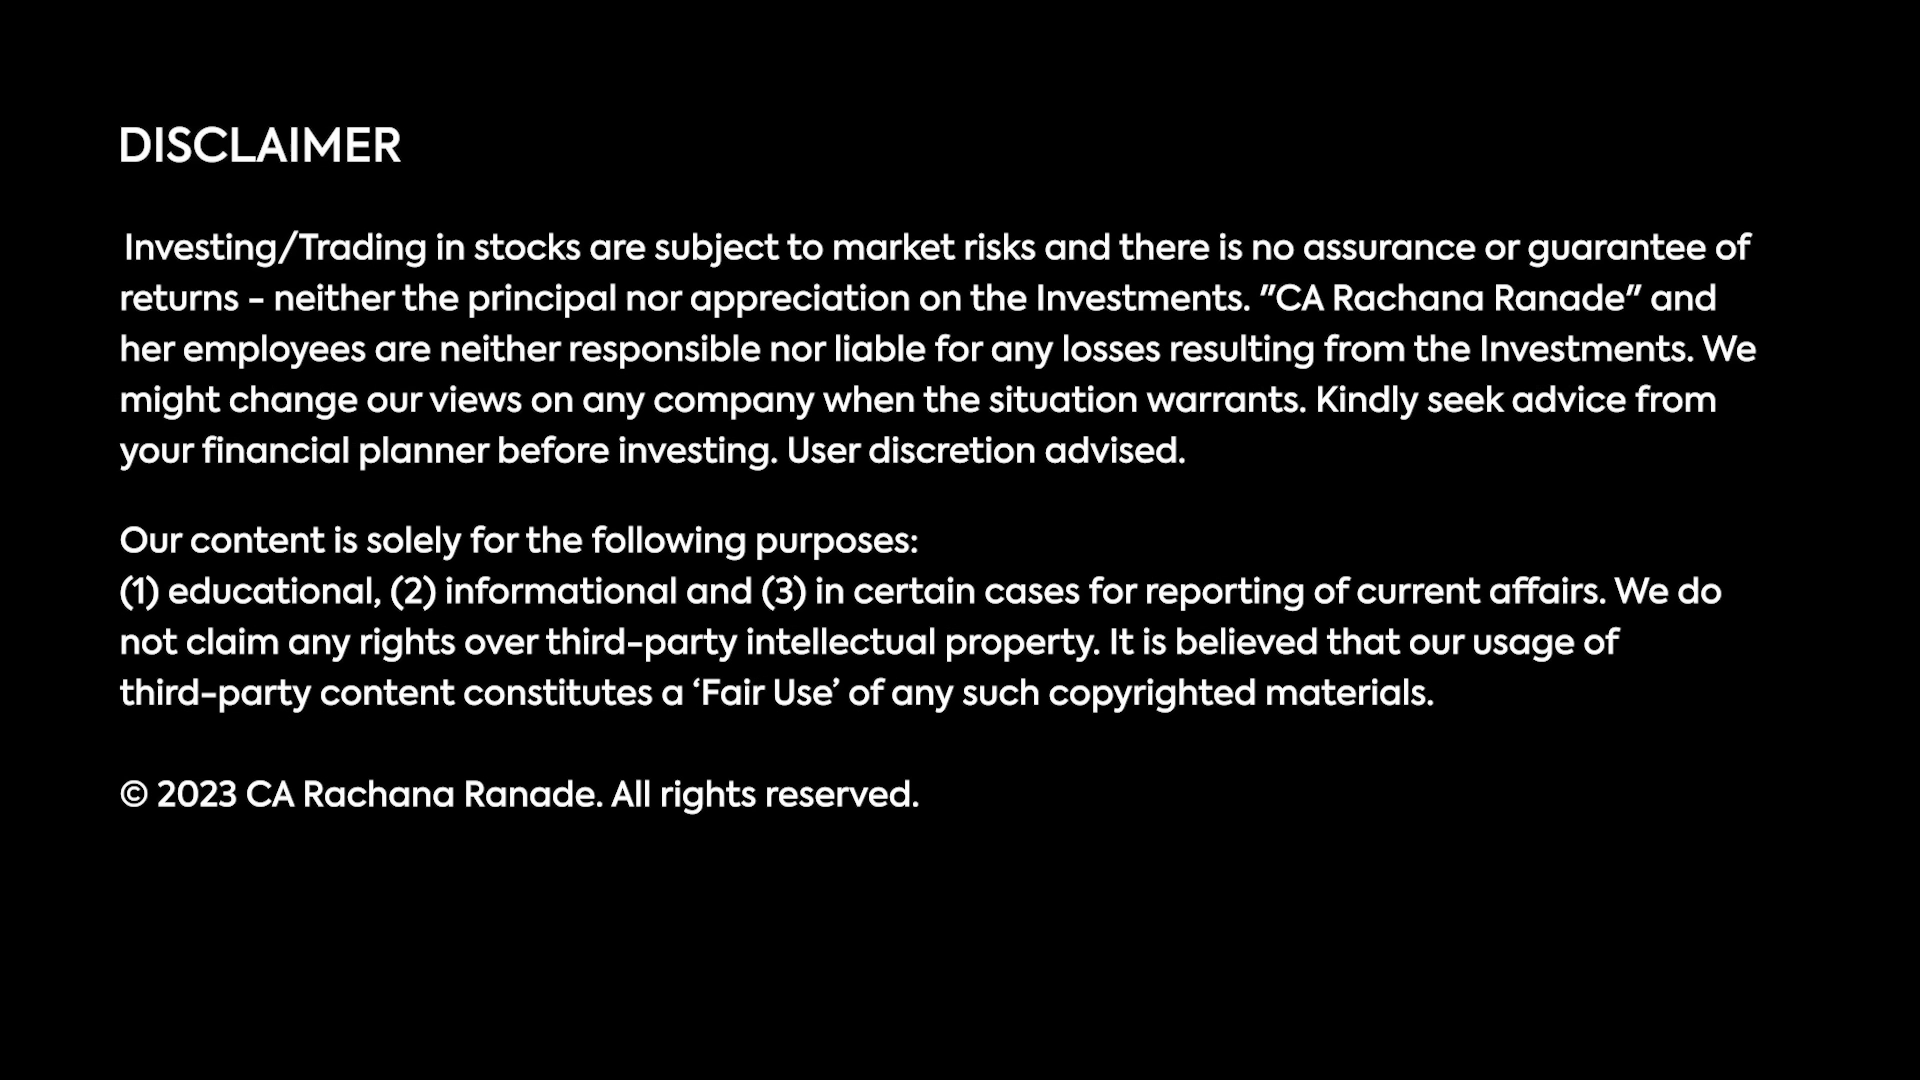 DISCLAIMER
Investing/Trading in stocks are subject to market risks and there is no assurance or guarantee of
returns - neither the principal nor appreciation on the Investments. "CA Rachana Ranade" and
her employees are neither responsible nor liable for any losses resulting from the Investments. We
might change our views on any company when the situation warrants. Kindly seek advice from
your financial planner before investing. User discretion advised.
Our content is solely for the following purposes:
(1) educational, (2) informational and (3) in certain cases for reporting of current affairs. We do
not claim any rights over third-party intellectual property. It is believed that our usage of
third-party content constitutes a ‘Fair Use’ of any such copyrighted materials.
© 2023 CA Rachana Ranade. All rights reserved.